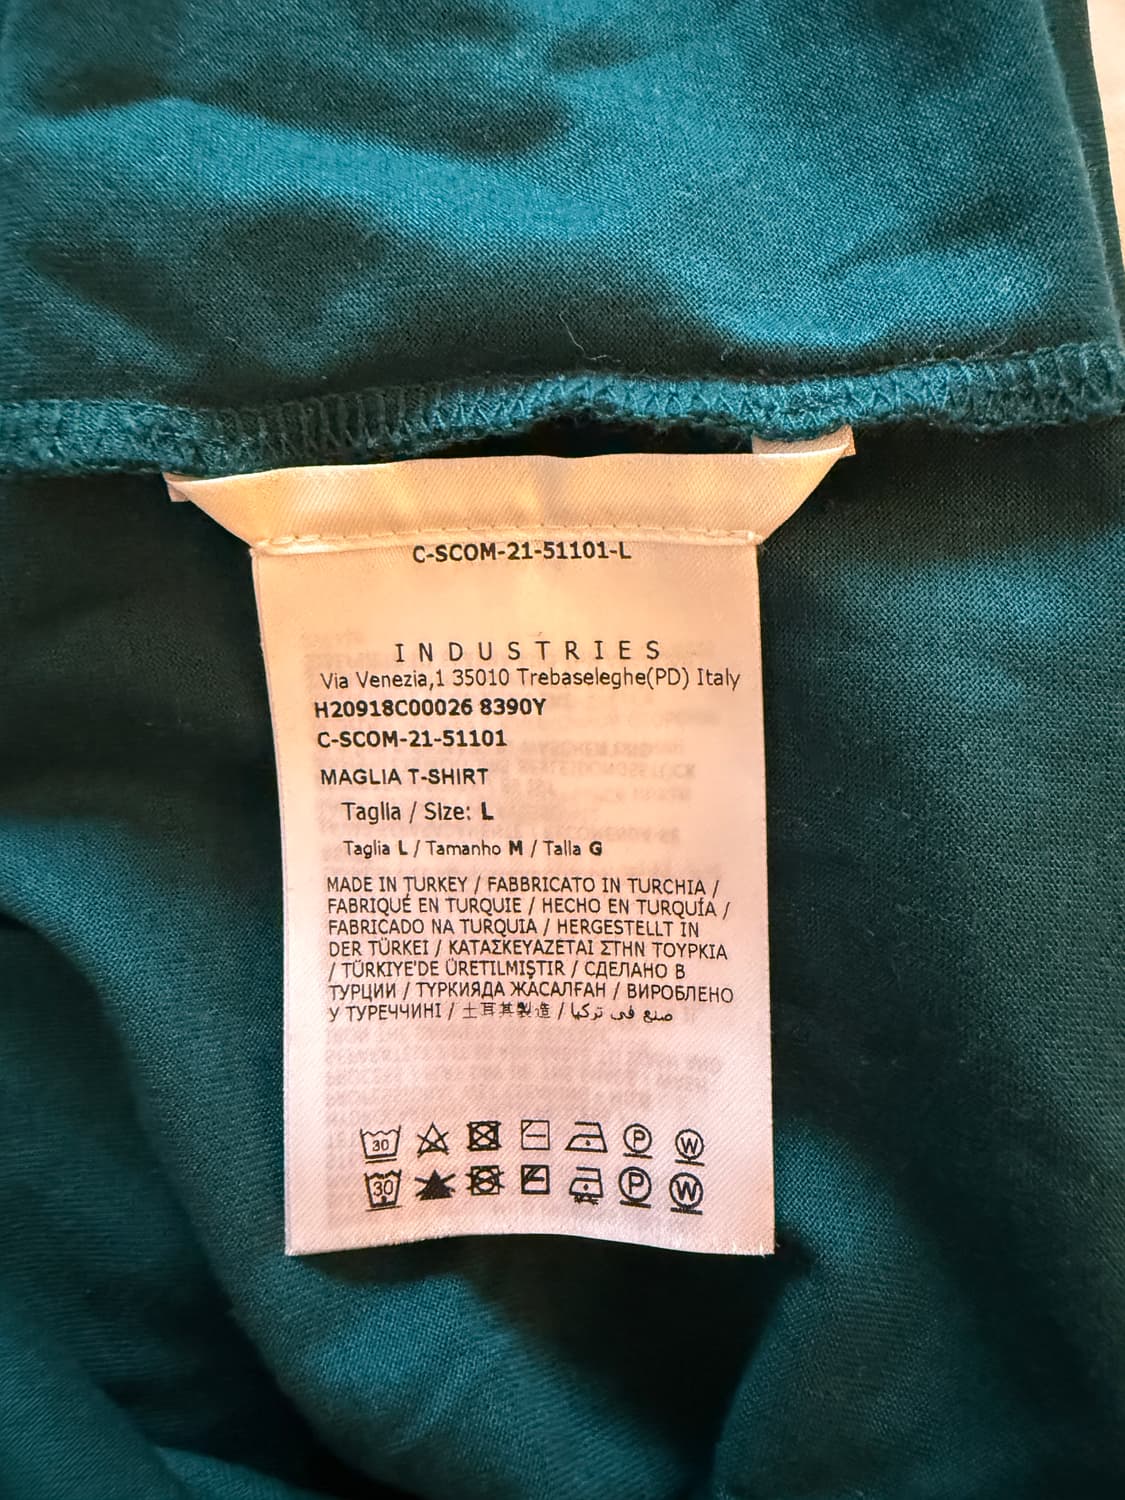 C-SCOM-21-51101-L
INDUSTRIES
Via Venezia,1 35010 Trebaseleghe(PD) Italy
H20918C00026 8390Y
C-SCOM-21-51101
MAGLIA T-SHIRT
Taglia / Size: L
Taglia L / Tamanho M / Talla G
MADE IN TURKEY / FABBRICATO IN TURCHIA /
FABRIQUÉ EN TURQUIE / HECHO EN TURQUÍA /
FABRICADO NA TURQUIA / HERGESTELLT IN
DER TÜRKEI / ΚΑΤΑΣΚΕΥΑΖΕΤΑΙ ΣΤΗΝ ΤΟΥΡΚΙΑ
/ TÜRKIYE'DE ÜRETILMIŞTIR / СДЕЛАНО В
ТУРЦИИ / ТҮРКИЯДА ЖАСАЛҒАН / ВИРОБЛЕНО
У ТУРЕЧЧИНІ / 土耳其製造 / صنع في تركيا
30 P W
30 P W